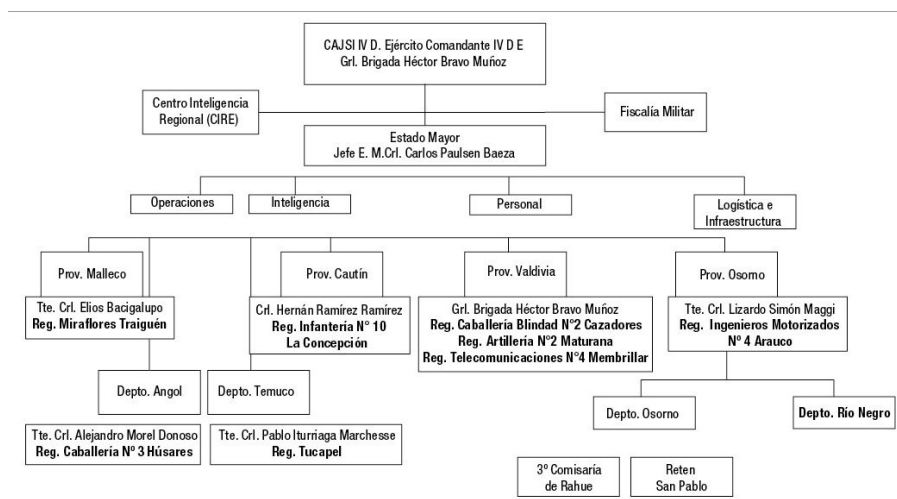 CAJSI IV D. Ejército Comandante IV D E
Grl. Brigada Héctor Bravo Muñoz
Centro Inteligencia
Regional (CIRE)
Fiscalía Militar
Estado Mayor
Jefe E. M.Crl. Carlos Paulsen Baeza
Operaciones
Inteligencia
Personal
Logística e
Infraestructura
Prov. Malleco
Tte. Crl. Elios Bacigalupo
Reg. Miraflores Traiguén
Prov. Cautín
Crl. Hernán Ramírez Ramírez
Reg. Infantería N° 10
La Concepción
Prov. Valdivia
Grl. Brigada Héctor Bravo Muñoz
Reg. Caballería Blindad N°2 Cazadores
Reg. Artillería N°2 Maturana
Reg. Telecomunicaciones N°4 Membrillar
Prov. Osorno
Tte. Crl. Lizardo Simón Maggi
Reg. Ingenieros Motorizados
Nº 4 Arauco
Depto. Angol
Tte. Crl. Alejandro Morel Donoso
Reg. Caballería Nº 3 Húsares
Depto. Temuco
Tte. Crl. Pablo Iturriaga Marchesse
Reg. Tucapel
Depto. Osorno
Depto. Río Negro
3º Comisaría
de Rahue
Reten
San Pablo